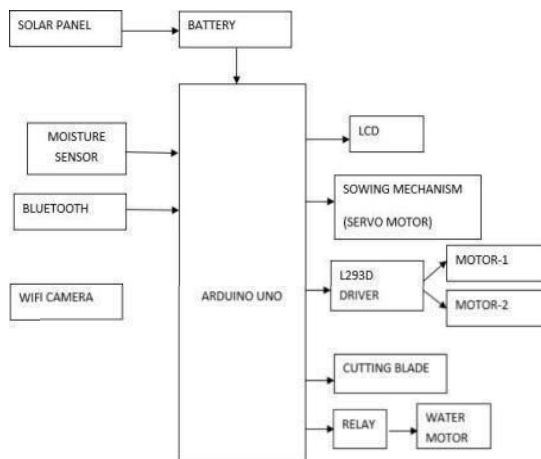 SOLAR PANEL
BATTERY
MOISTURE
SENSOR
BLUETOOTH
WIFI CAMERA
ARDUINO UNO
LCD
SOWING MECHANISM
(SERVO MOTOR)
L293D
DRIVER
MOTOR-1
MOTOR-2
CUTTING BLADE
RELAY
WATER
MOTOR